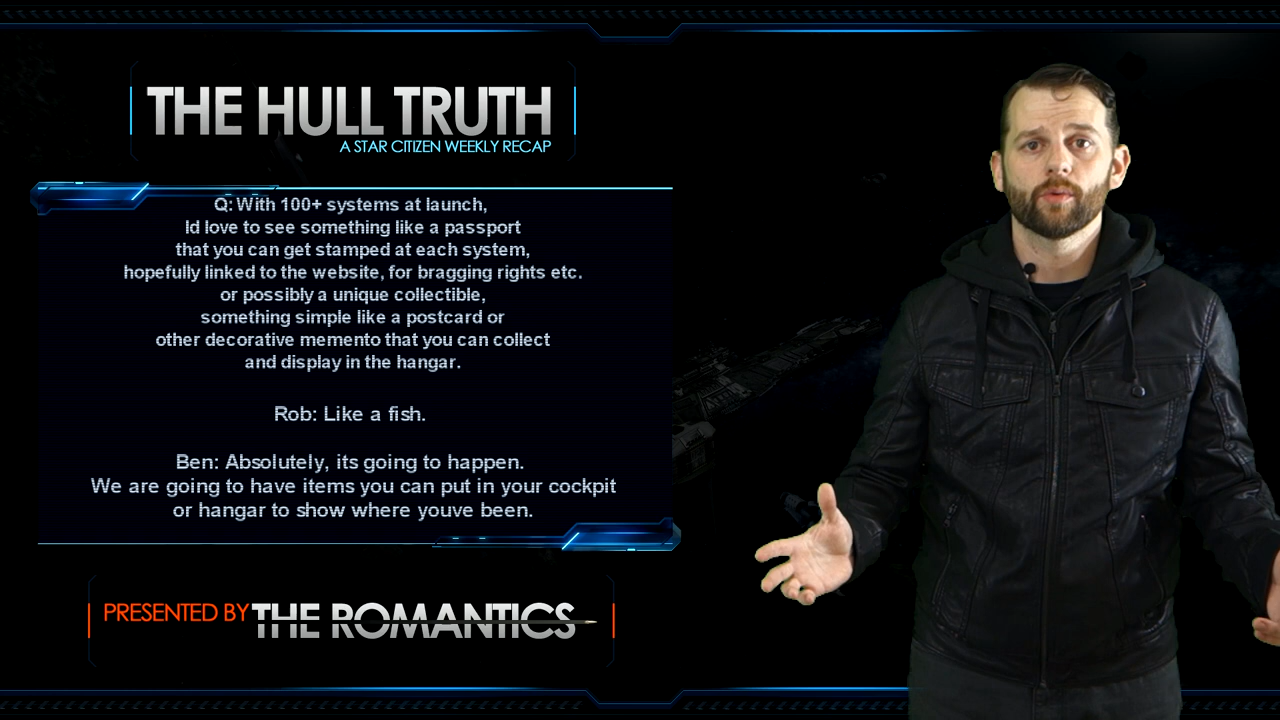 THE HULL TRUTH
A STAR CITIZEN WEEKLY RECAP
Q: With 100+ systems at launch,
Id love to see something like a passport
that you can get stamped at each system,
hopefully linked to the website, for bragging rights etc.
or possibly a unique collectible,
something simple like a postcard or
other decorative memento that you can collect
and display in the hangar.
Rob: Like a fish.
Ben: Absolutely, its going to happen.
We are going to have items you can put in your cockpit
or hangar to show where youve been.
PRESENTED BY THE ROMANTICS